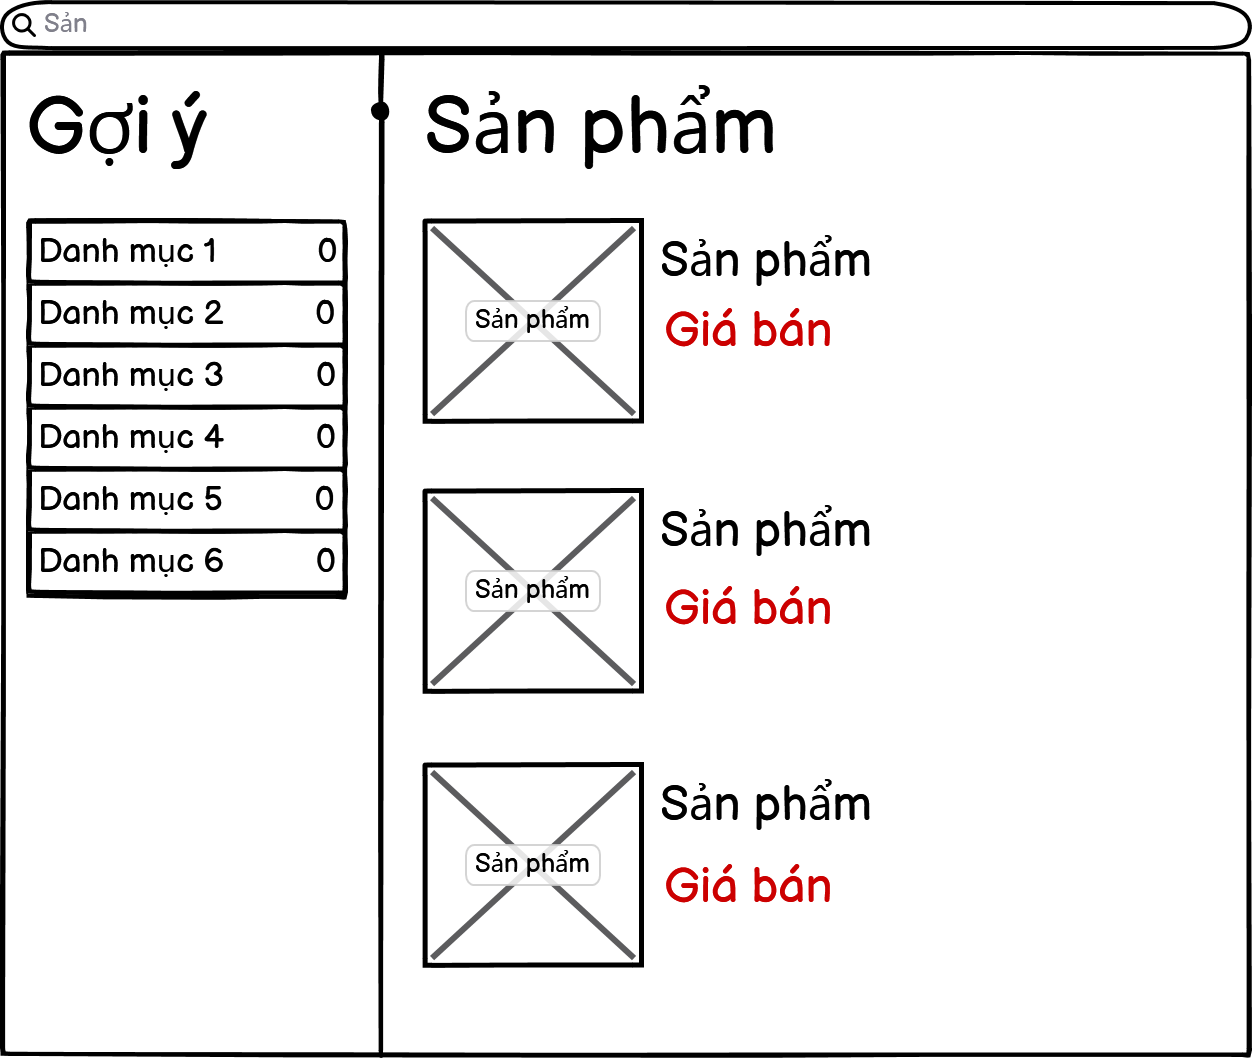 Sản
Gợi ý
Danh mục 1 0
Danh mục 2 0
Danh mục 3 0
Danh mục 4 0
Danh mục 5 0
Danh mục 6 0
Sản phẩm
Sản phẩm
Sản phẩm
Giá bán
Sản phẩm
Sản phẩm
Giá bán
Sản phẩm
Sản phẩm
Giá bán